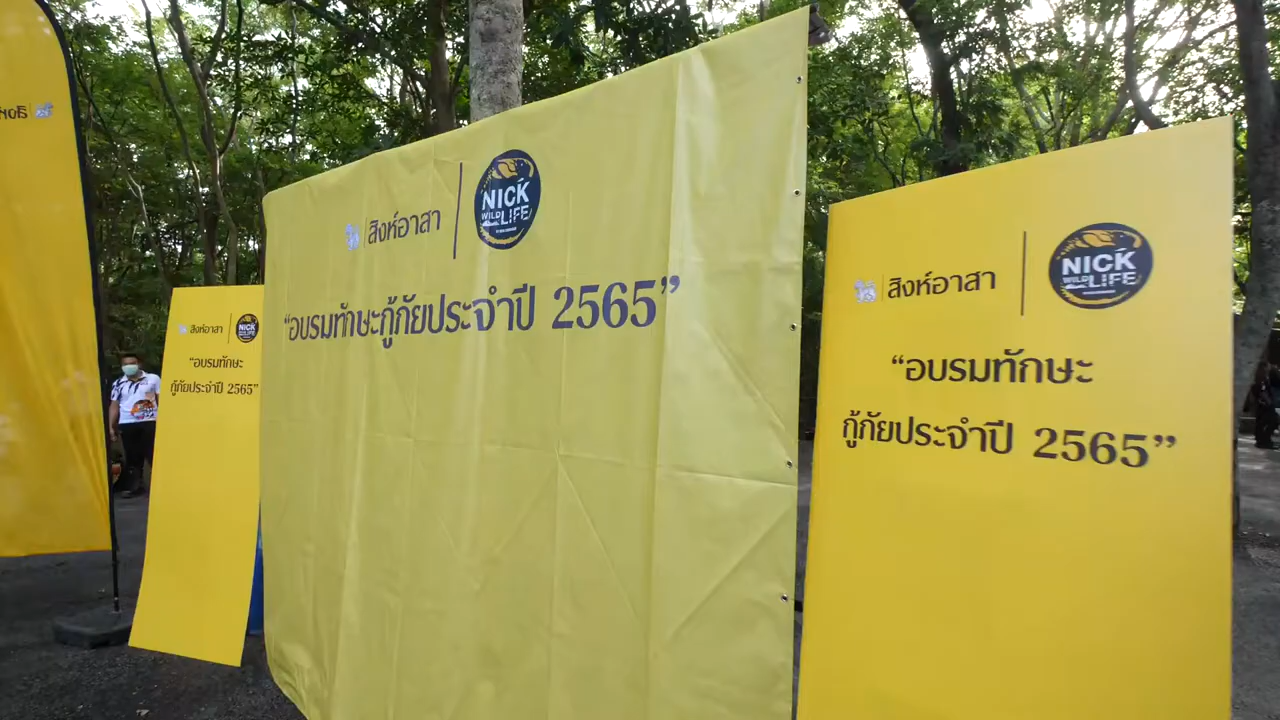 สิงห์อาสา
NICK
WILD LIFE
"อบรมทักษะ
กู้ภัยประจำปี 2565"
สิงห์อาสา
NICK
WILD LIFE
"อบรมทักษะกู้ภัยประจำปี 2565"
สิงห์อาสา
NICK
WILD LIFE
“อบรมทักษะ
กู้ภัยประจำปี 2565”